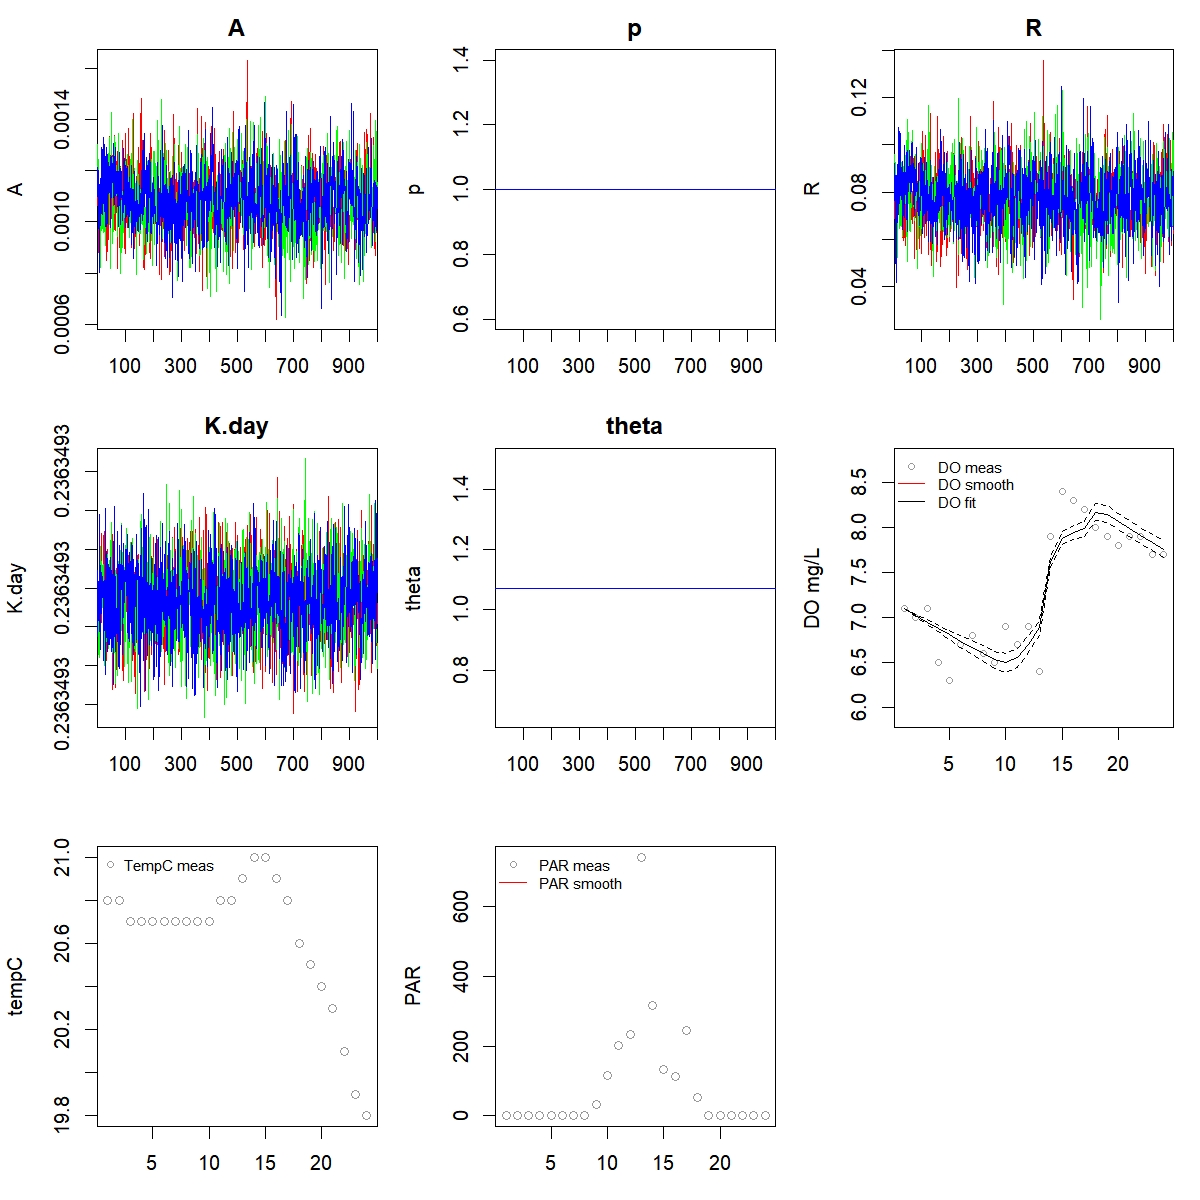 A
p
R
0.0006 0.0010 0.0014
A
100 300 500 700 900
0.6 0.8 1.0 1.2 1.4
p
100 300 500 700 900
0.04 0.08 0.12
R
100 300 500 700 900
K.day
theta
0.2363493 0.2363493 0.2363493 0.2363493
K.day
100 300 500 700 900
0.8 1.0 1.2 1.4
theta
100 300 500 700 900
6.0 6.5 7.0 7.5 8.0 8.5
DO mg/L
DO meas
DO smooth
DO fit
5 10 15 20
19.8 20.2 20.6 21.0
tempC
TempC meas
5 10 15 20
0 200 400 600
PAR
PAR meas
PAR smooth
5 10 15 20